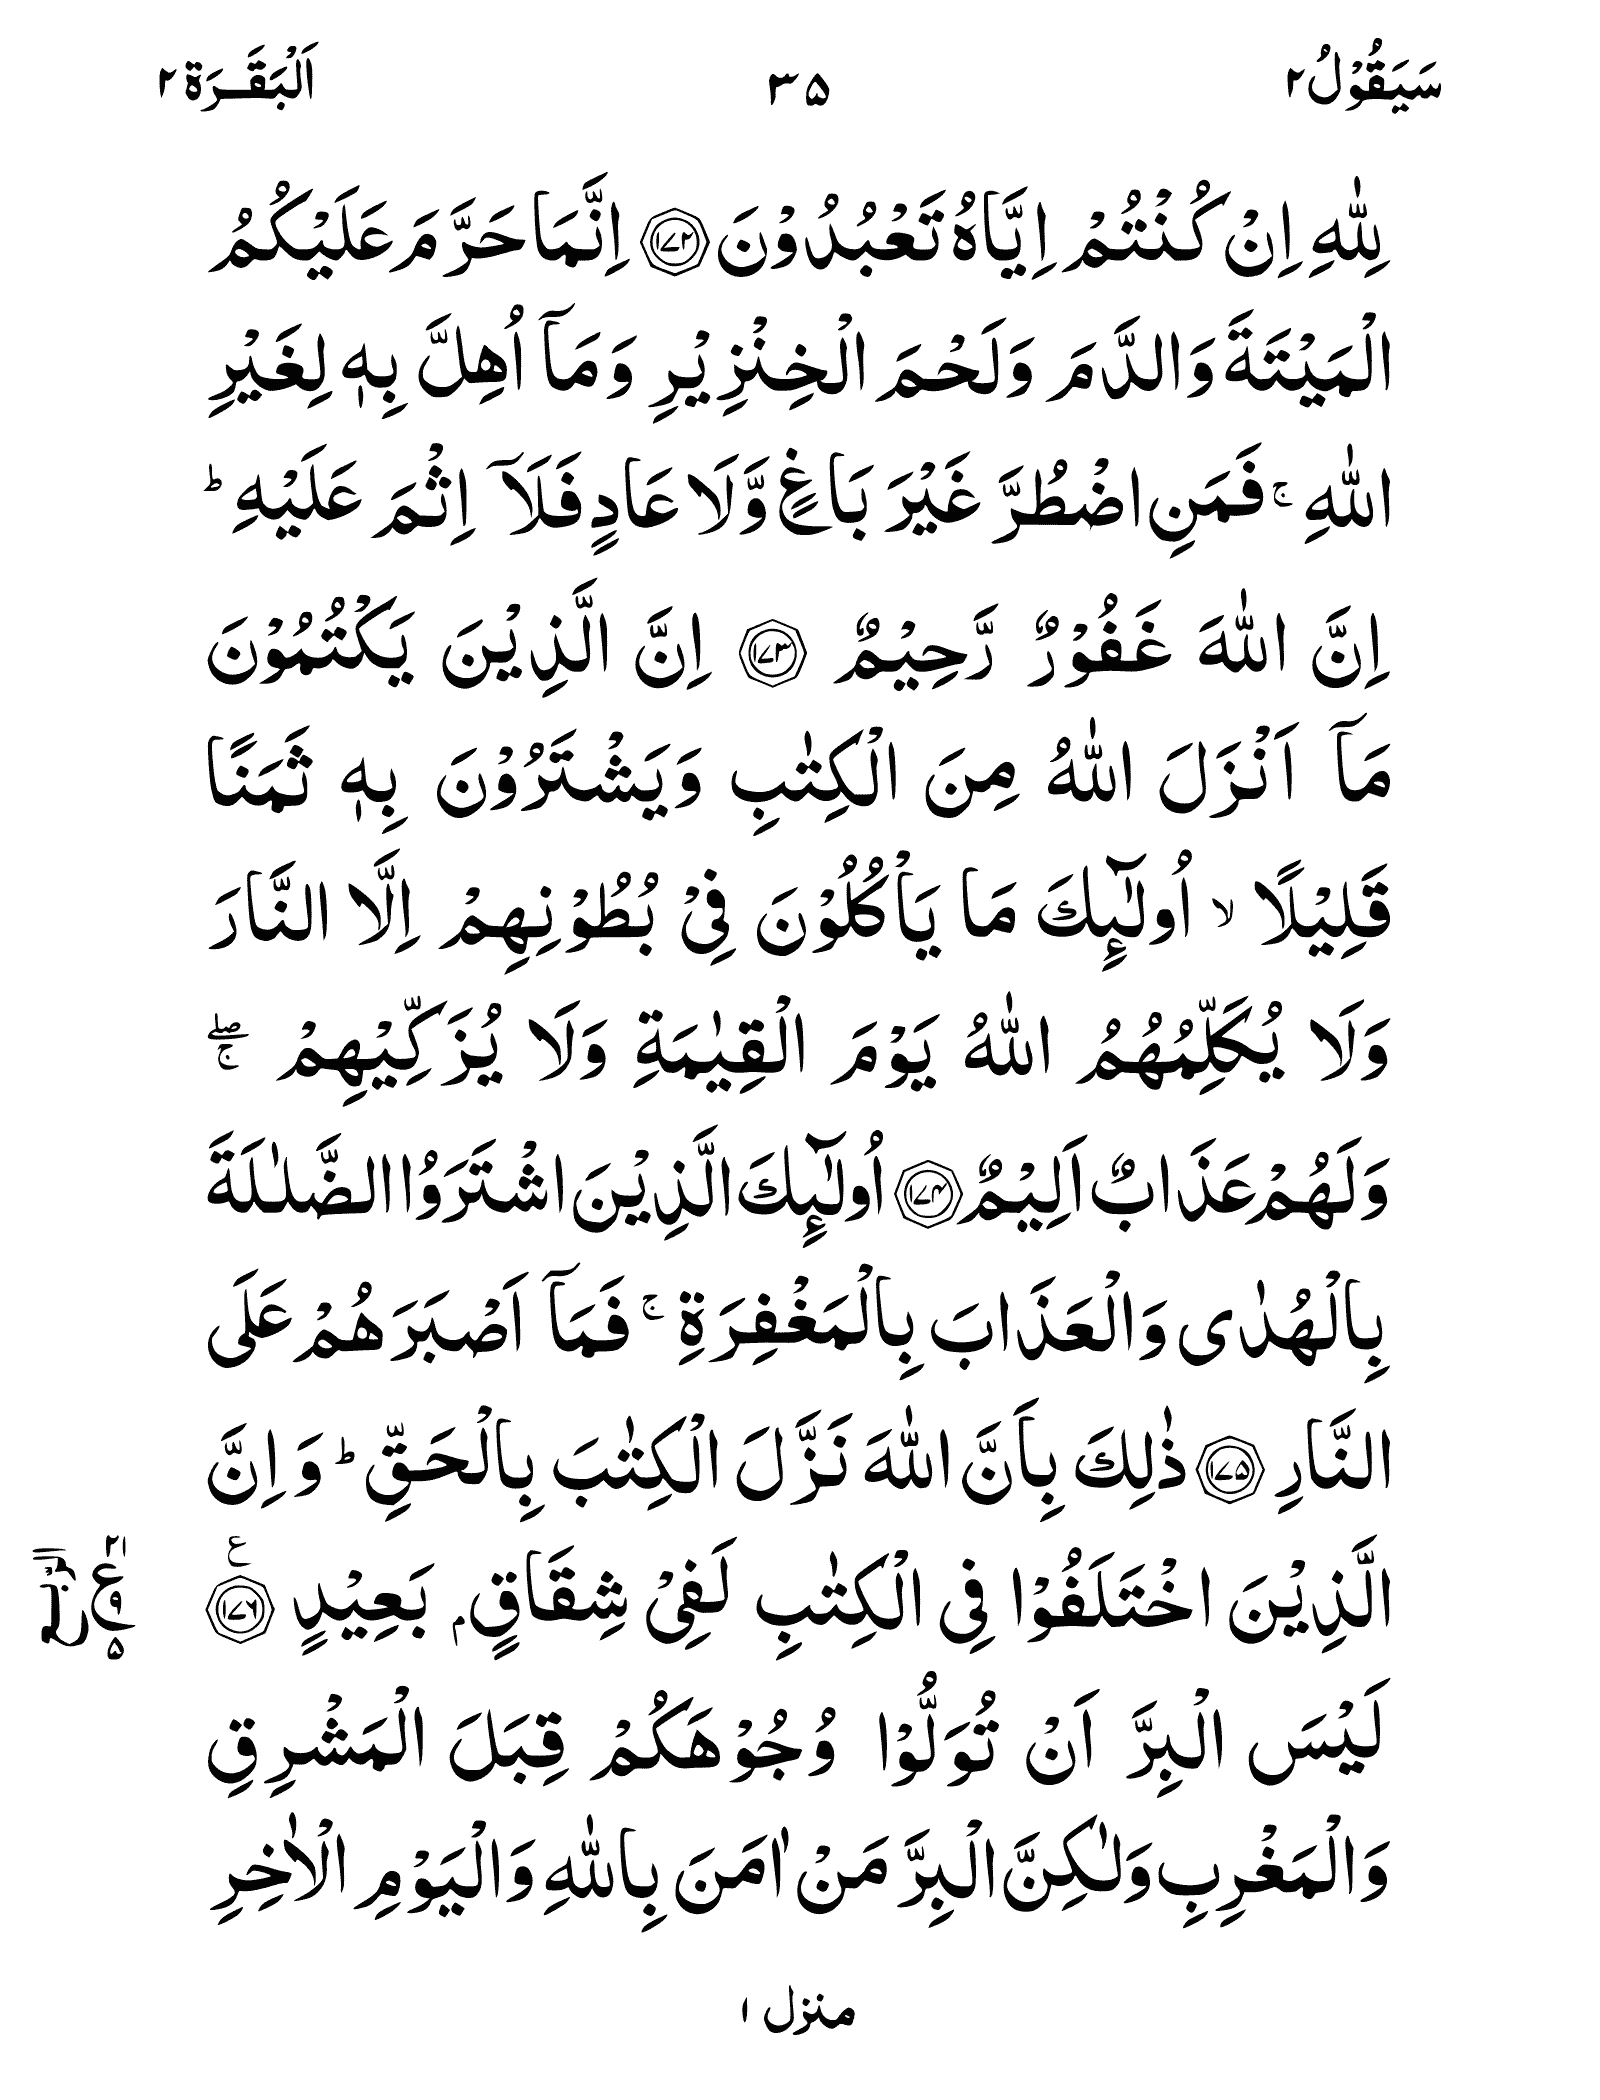 سَيَقُوْلُ ٢
٣٥
اَلْبَقَـرَة ٢
لِلّٰهِ اِنْ كُنْتُمْ اِيَّاهُ تَعْبُدُوْنَ ۝١٧٢ اِنَّمَا حَرَّمَ عَلَيْكُمُ
الْمَيْتَةَ وَالدَّمَ وَلَحْمَ الْخِنْزِيْرِ وَمَاۤ اُهِلَّ بِهٖ لِغَيْرِ
اللّٰهِ ۚ فَمَنِ اضْطُرَّ غَيْرَ بَاغٍ وَّلَا عَادٍ فَلَاۤ اِثْمَ عَلَيْهِ ؕ
اِنَّ اللّٰهَ غَفُوْرٌ رَّحِيْمٌ ۝١٧٣ اِنَّ الَّذِيْنَ يَكْتُمُوْنَ
مَاۤ اَنْزَلَ اللّٰهُ مِنَ الْكِتٰبِ وَيَشْتَرُوْنَ بِهٖ ثَمَنًا
قَلِيْلًا ۙ اُولٰٓئِكَ مَا يَاْكُلُوْنَ فِيْ بُطُوْنِهِمْ اِلَّا النَّارَ
وَلَا يُكَلِّمُهُمُ اللّٰهُ يَوْمَ الْقِيٰمَةِ وَلَا يُزَكِّيْهِمْ ۖۚ
وَلَهُمْ عَذَابٌ اَلِيْمٌ ۝١٧٤ اُولٰٓئِكَ الَّذِيْنَ اشْتَرَوُا الضَّلٰلَةَ
بِالْهُدٰى وَالْعَذَابَ بِالْمَغْفِرَةِ ۚ فَمَاۤ اَصْبَرَهُمْ عَلَى
النَّارِ ۝١٧٥ ذٰلِكَ بِاَنَّ اللّٰهَ نَزَّلَ الْكِتٰبَ بِالْحَقِّ ؕ وَاِنَّ
الَّذِيْنَ اخْتَلَفُوْا فِى الْكِتٰبِ لَفِيْ شِقَاقٍۭ بَعِيْدٍ ۝١٧٦ ع
٢١ ع ٩ ٥
لَيْسَ الْبِرَّ اَنْ تُوَلُّوْا وُجُوْهَكُمْ قِبَلَ الْمَشْرِقِ
وَالْمَغْرِبِ وَلٰكِنَّ الْبِرَّ مَنْ اٰمَنَ بِاللّٰهِ وَالْيَوْمِ الْاٰخِرِ
منزل ١